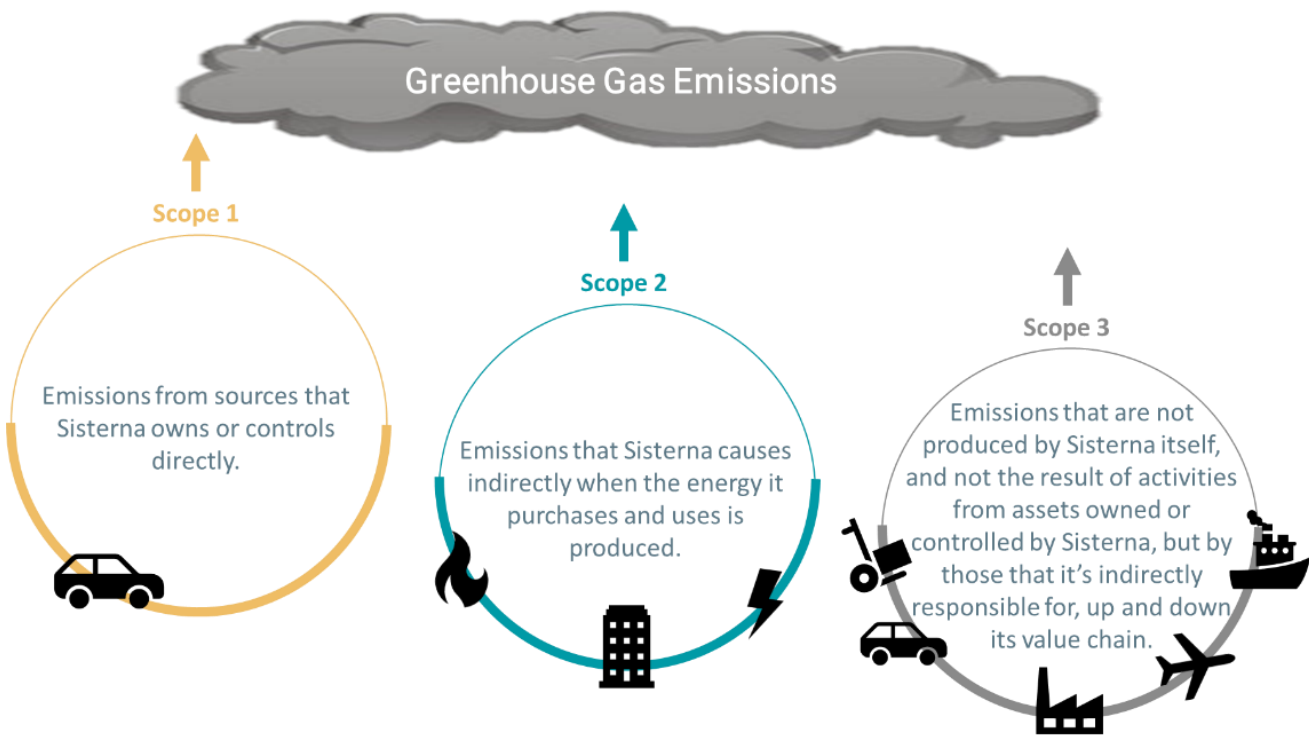 Greenhouse Gas Emissions
Scope 1
Emissions from sources that
Sisterna owns or controls
directly.
Scope 2
Emissions that Sisterna causes
indirectly when the energy it
purchases and uses is
produced.
Scope 3
Emissions that are not
produced by Sisterna itself,
and not the result of activities
from assets owned or
controlled by Sisterna, but by
those that it’s indirectly
responsible for, up and down
its value chain.